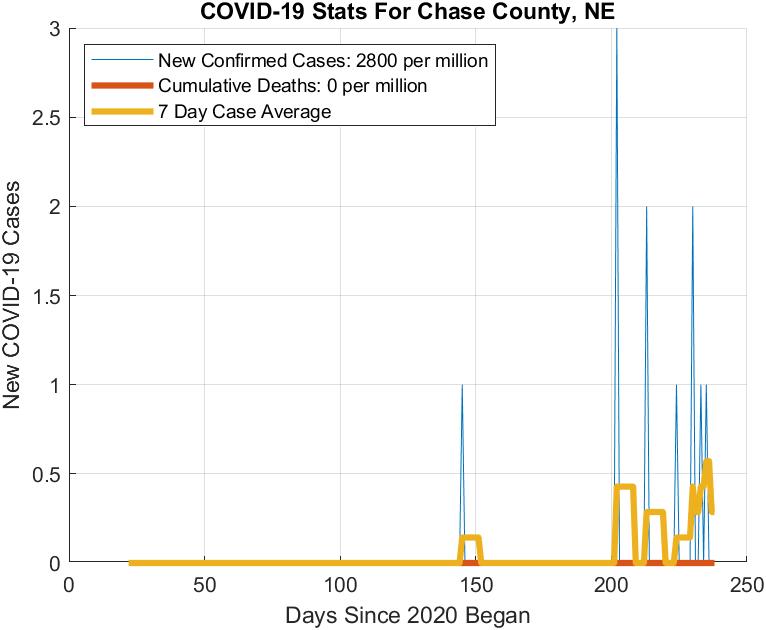 COVID-19 Stats For Chase County, NE
New Confirmed Cases: 2800 per million
Cumulative Deaths: 0 per million
7 Day Case Average
New COVID-19 Cases
3
2.5
2
1.5
1
0.5
0
0 50 100 150 200 250
Days Since 2020 Began